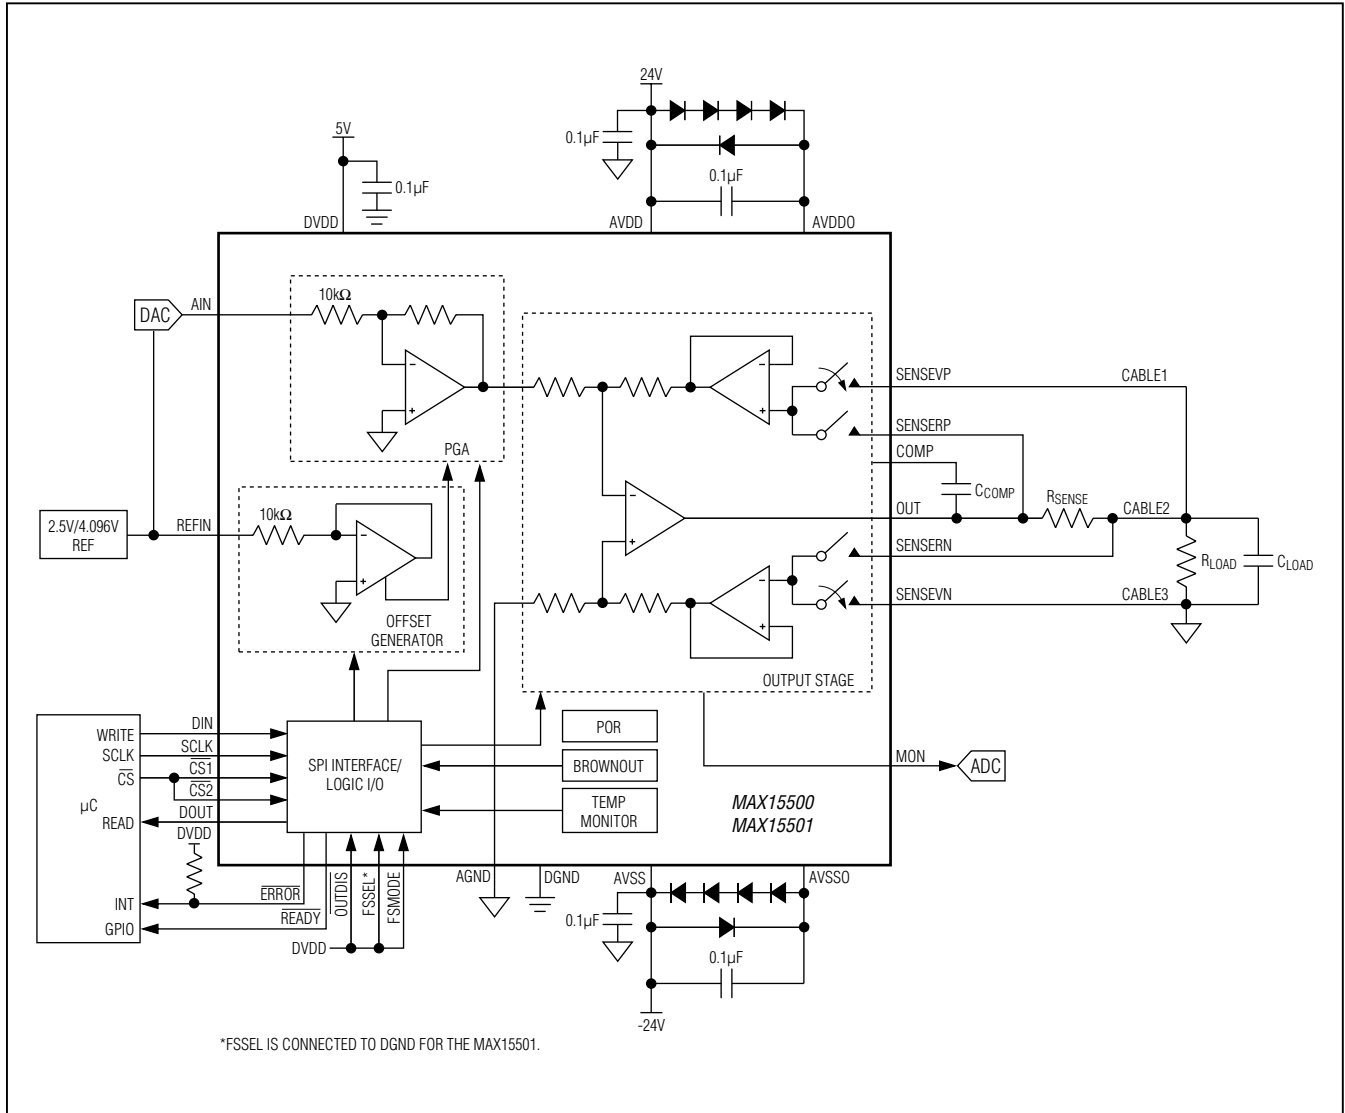 24V
0.1µF
5V
0.1µF
0.1µF
DVDD
AVDD
AVDDO
10kΩ
DAC
AIN
SENSEVP
CABLE1
SENSERP
PGA
COMP
CCOMP
RSENSE
10kΩ
2.5V/4.096V
REF
REFIN
OUT
CABLE2
SENSERN
RLOAD
CLOAD
SENSEVN
CABLE3
OFFSET
GENERATOR
OUTPUT STAGE
DIN
WRITE
SCLK
SCLK
CS
CS1
CS2
µC
DOUT
READ
DVDD
SPI INTERFACE/
LOGIC I/O
POR
BROWNOUT
TEMP
MONITOR
MON
ADC
MAX15500
MAX15501
AGND
DGND
AVSS
AVSSO
ERROR
INT
READY
GPIO
OUTDIS
FSSEL*
FSMODE
DVDD
0.1µF
0.1µF
-24V
*FSSEL IS CONNECTED TO DGND FOR THE MAX15501.